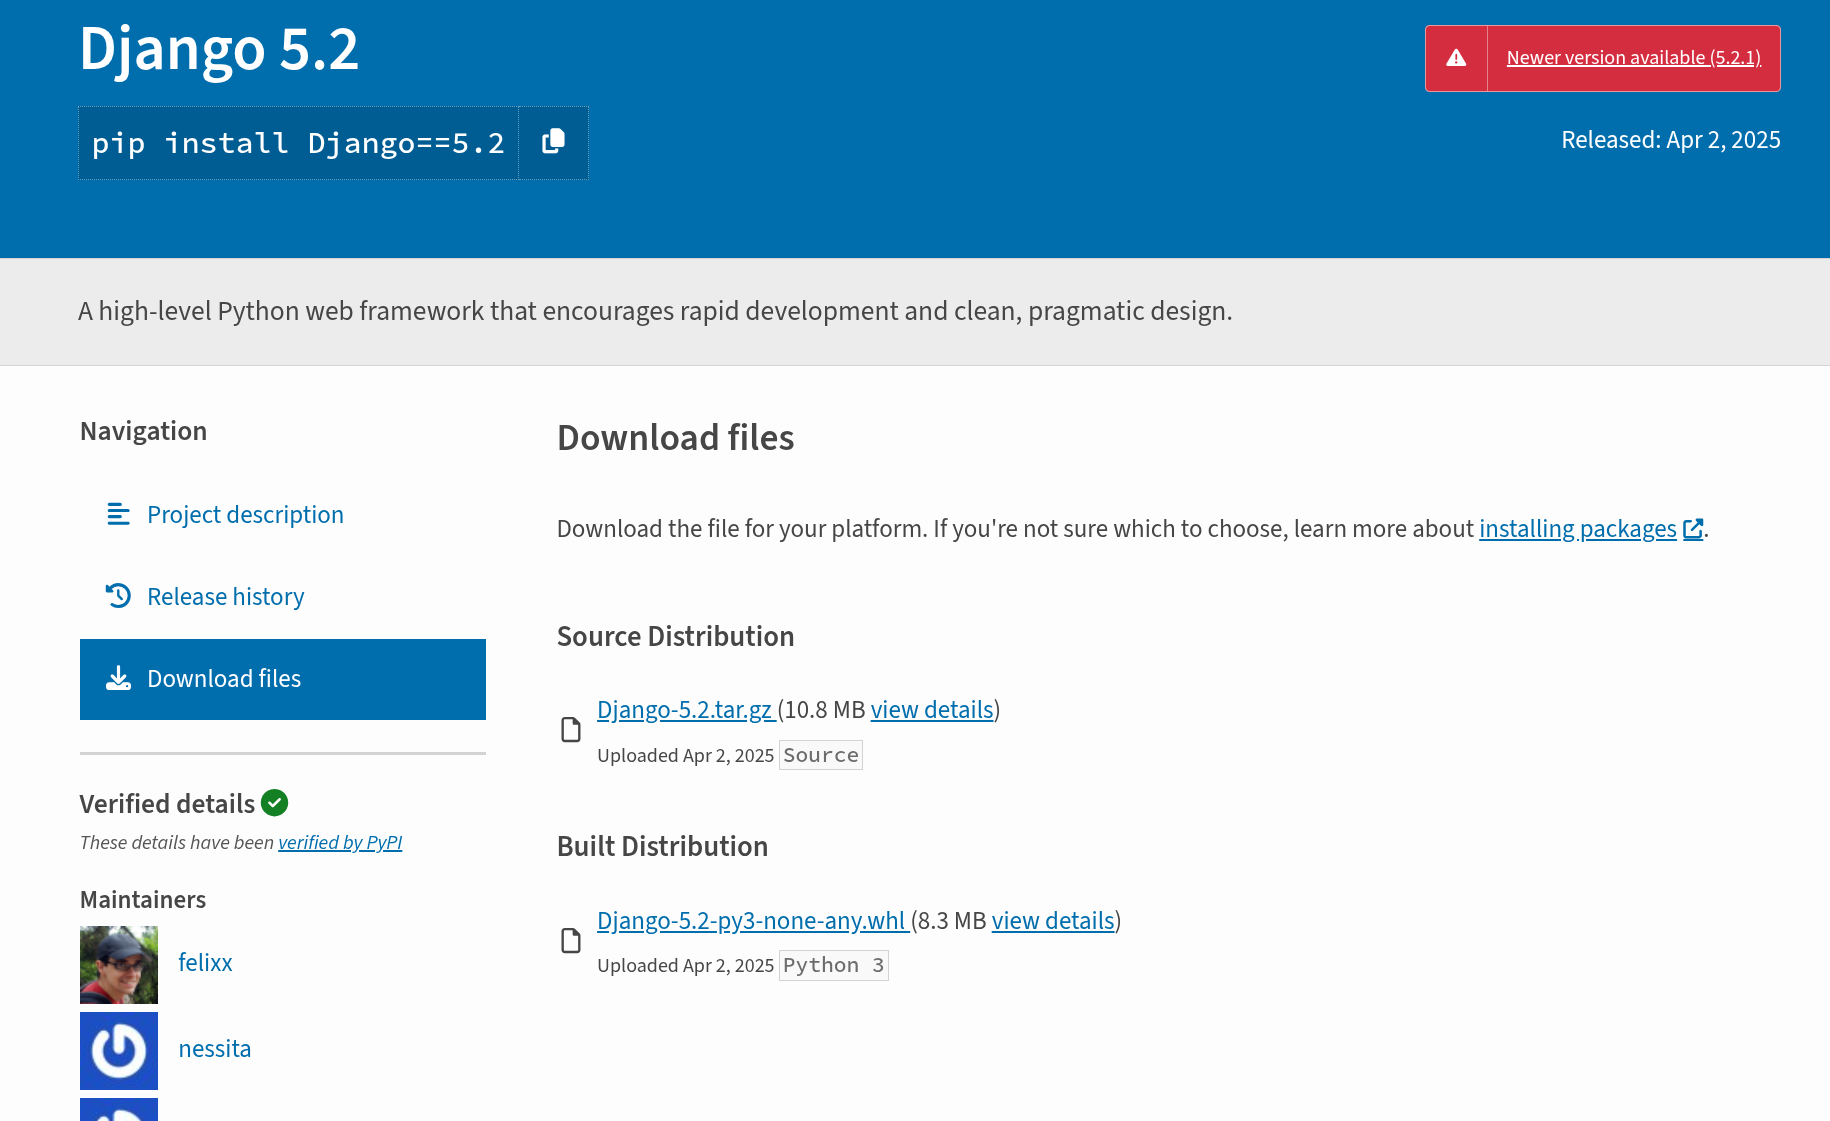 Django 5.2
Newer version available (5.2.1)
pip install Django==5.2
Released: Apr 2, 2025
A high-level Python web framework that encourages rapid development and clean, pragmatic design.
Navigation
Project description
Release history
Download files
Verified details
These details have been verified by PyPI
Maintainers
felixx
nessita
Download files
Download the file for your platform. If you're not sure which to choose, learn more about installing packages.
Source Distribution
Django-5.2.tar.gz (10.8 MB view details)
Uploaded Apr 2, 2025 Source
Built Distribution
Django-5.2-py3-none-any.whl (8.3 MB view details)
Uploaded Apr 2, 2025 Python 3